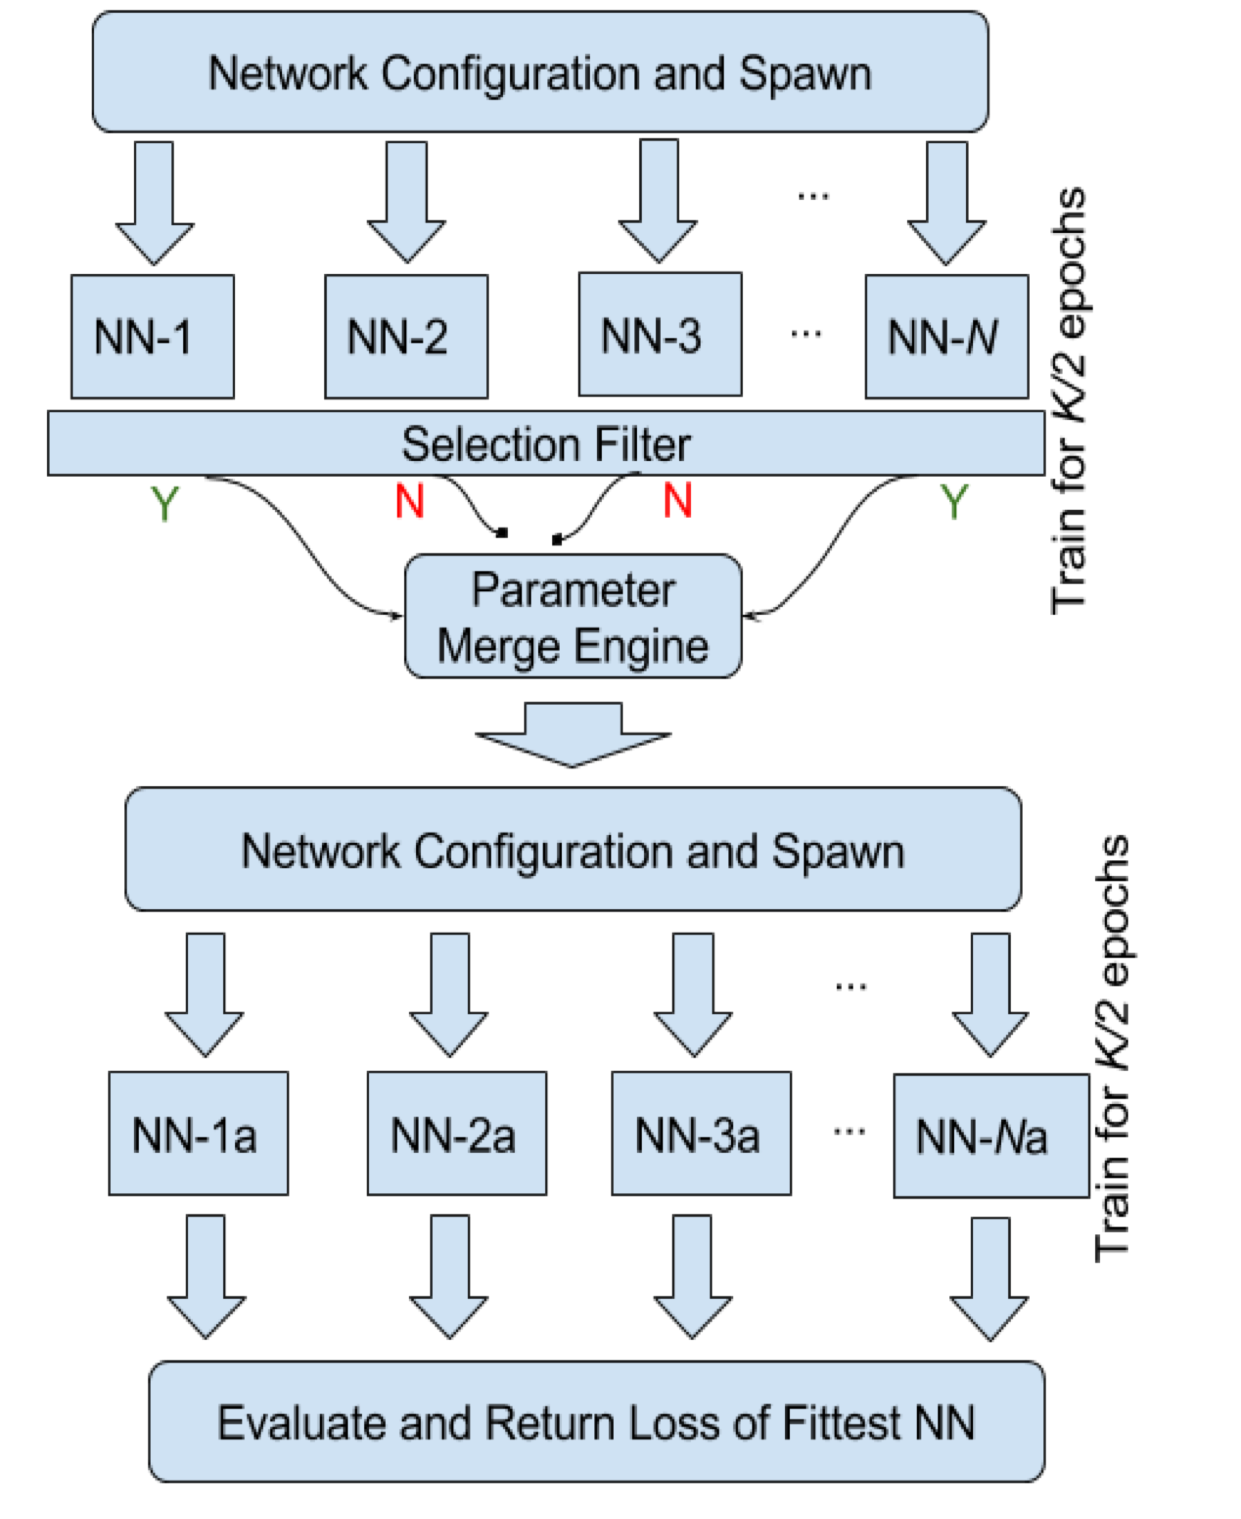 Network Configuration and Spawn
...
NN-1
NN-2
NN-3
...
NN-N
Train for K/2 epochs
Selection Filter
Y
N
N
Y
Parameter
Merge Engine
Network Configuration and Spawn
...
NN-1a
NN-2a
NN-3a
...
NN-Na
Train for K/2 epochs
Evaluate and Return Loss of Fittest NN